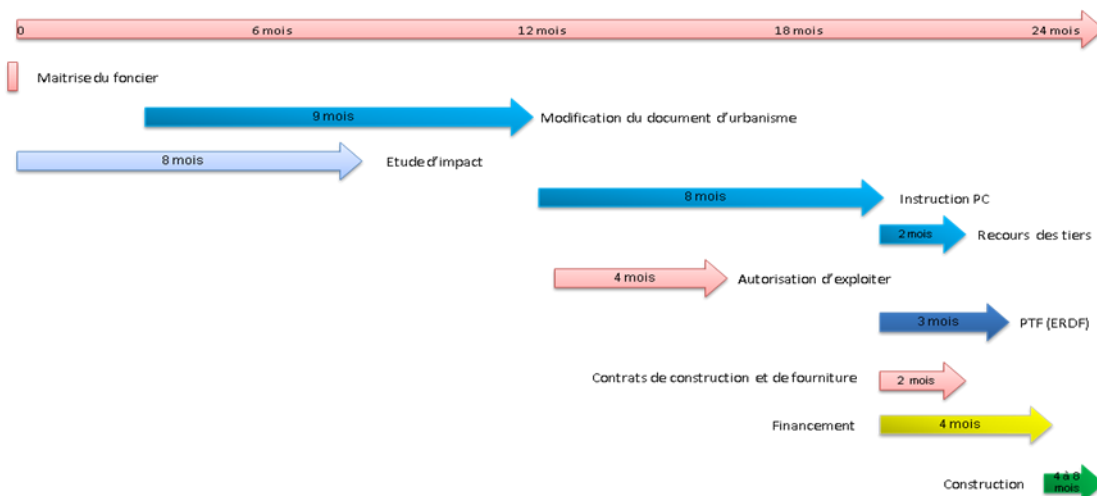 0 6 mois 12 mois 18 mois 24 mois
Maitrise du foncier
9 mois Modification du document d'urbanisme
8 mois Etude d'impact
8 mois Instruction PC
2 mois Recours des tiers
4 mois Autorisation d'exploiter
3 mois PTF (ERDF)
Contrats de construction et de fourniture 2 mois
Financement 4 mois
Construction 4 à 8
mois